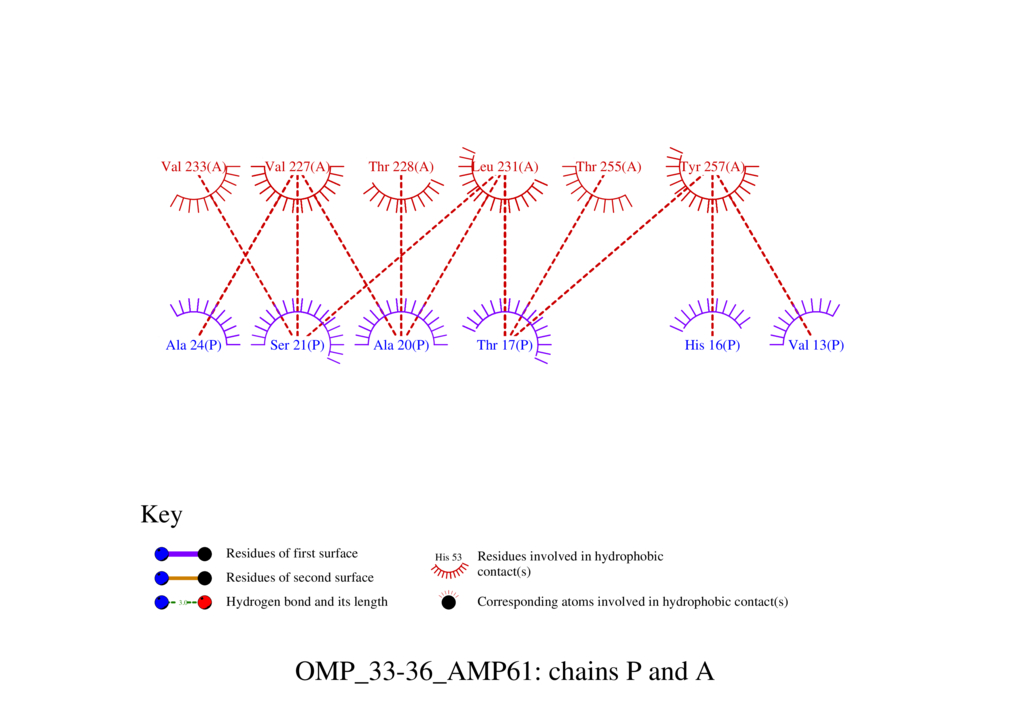 Val 233(A) Val 227(A) Thr 228(A) Leu 231(A) Thr 255(A) Tyr 257(A)
Ala 24(P) Ser 21(P) Ala 20(P) Thr 17(P) His 16(P) Val 13(P)
Key
Residues of first surface
Residues of second surface
3.0 Hydrogen bond and its length
His 53 Residues involved in hydrophobic
contact(s)
Corresponding atoms involved in hydrophobic contact(s)
OMP_33-36_AMP61: chains P and A